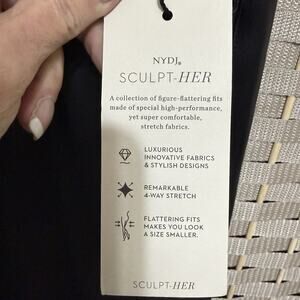 NYDJ®
SCULPT-HER
A collection of figure-flattering fits
made of special high-performance,
yet super comfortable,
stretch fabrics.
LUXURIOUS
INNOVATIVE FABRICS
& STYLISH DESIGNS
REMARKABLE
4-WAY STRETCH
FLATTERING FITS
MAKES YOU LOOK
A SIZE SMALLER.
SCULPT-HER